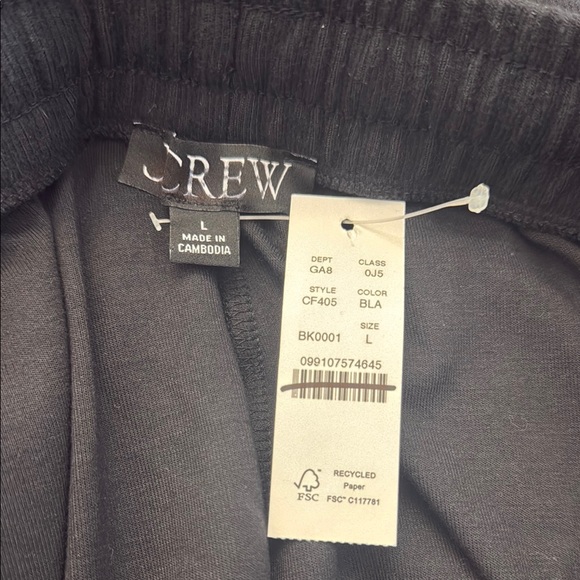 J.CREW
L
MADE IN
CAMBODIA
DEPT CLASS
GA8 0J5
STYLE COLOR
CF405 BLA
SIZE
BK0001 L
099107574645
FSC
RECYCLED
Paper
FSC™ C117781